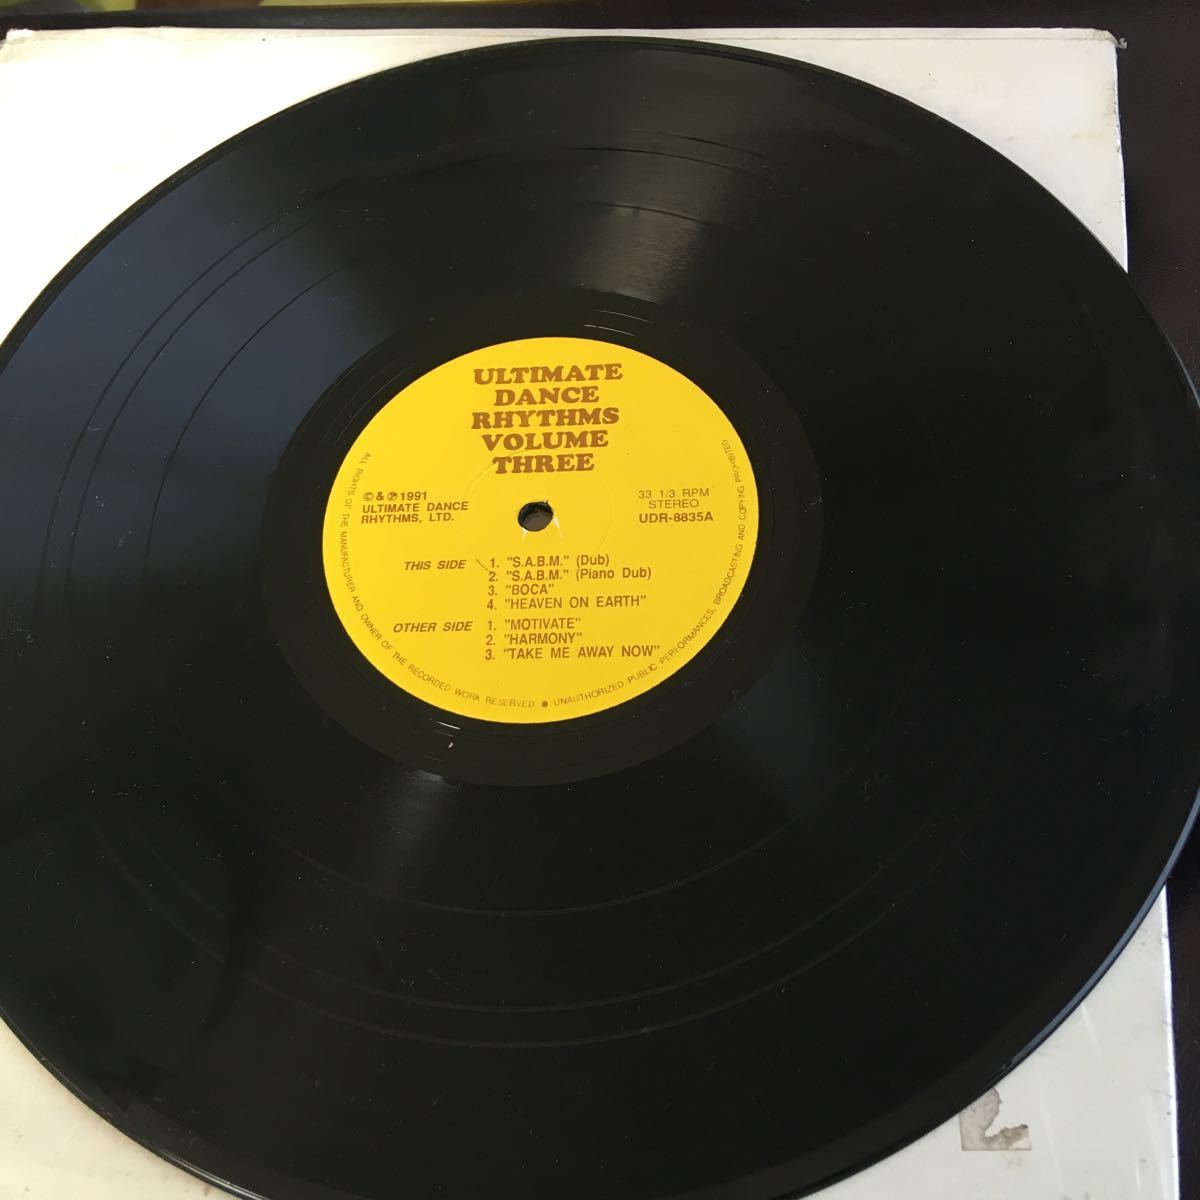 ULTIMATE
DANCE
RHYTHMS
VOLUME
THREE
© & ℗ 1991
ULTIMATE DANCE
RHYTHMS, LTD.
33 1/3 RPM
STEREO
UDR-8835A
THIS SIDE 1. "S.A.B.M." (Dub)
2. "S.A.B.M." (Piano Dub)
3. "BOCA"
4. "HEAVEN ON EARTH"
OTHER SIDE 1. "MOTIVATE"
2. "HARMONY"
3. "TAKE ME AWAY NOW"
ALL RIGHTS OF THE MANUFACTURER AND OWNER OF THE RECORDED WORK RESERVED ● UNAUTHORIZED PUBLIC PERFORMANCES, BROADCASTING AND COPYING PROHIBITED